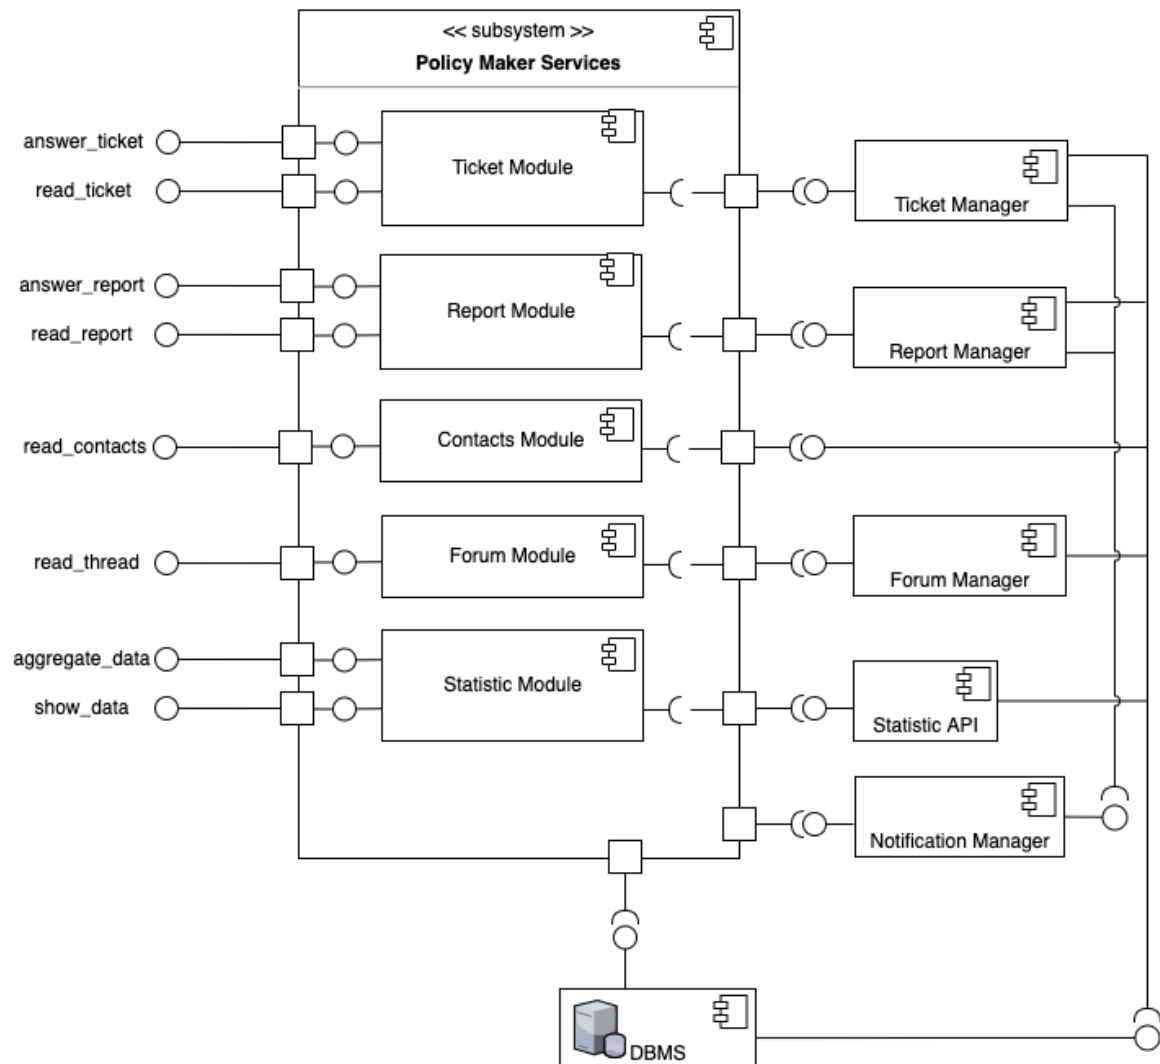 << subsystem >>
Policy Maker Services
answer_ticket
read_ticket
Ticket Module
Ticket Manager
answer_report
read_report
Report Module
Report Manager
read_contacts
Contacts Module
read_thread
Forum Module
Forum Manager
aggregate_data
show_data
Statistic Module
Statistic API
Notification Manager
DBMS